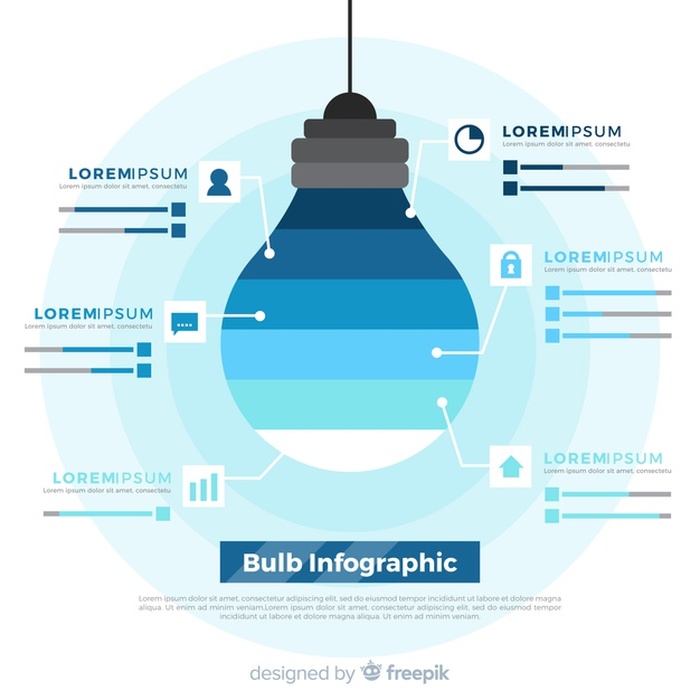 LOREMIPSUM
Lorem ipsum dolor sit amet, consectetu
LOREMIPSUM
Lorem ipsum dolor sit amet, consectetu
LOREMIPSUM
Lorem ipsum dolor sit amet, consectetu
LOREMIPSUM
Lorem ipsum dolor sit amet, consectetu
LOREMIPSUM
Lorem ipsum dolor sit amet, consectetu
LOREMIPSUM
Lorem ipsum dolor sit amet, consectetu
Bulb Infographic
Lorem ipsum dolor sit amet, consectetur adipiscing elit, sed do eiusmod tempor incididunt ut labore et dolore magna
aliqua. Ut enim ad minim veniam,Lorem ipsum dolor sit amet, consectetur adipiscing elit, sed do eiusmod tempor
incididunt ut labore et dolore magna aliqua. Ut enim ad minim veniam, quis
designed by freepik